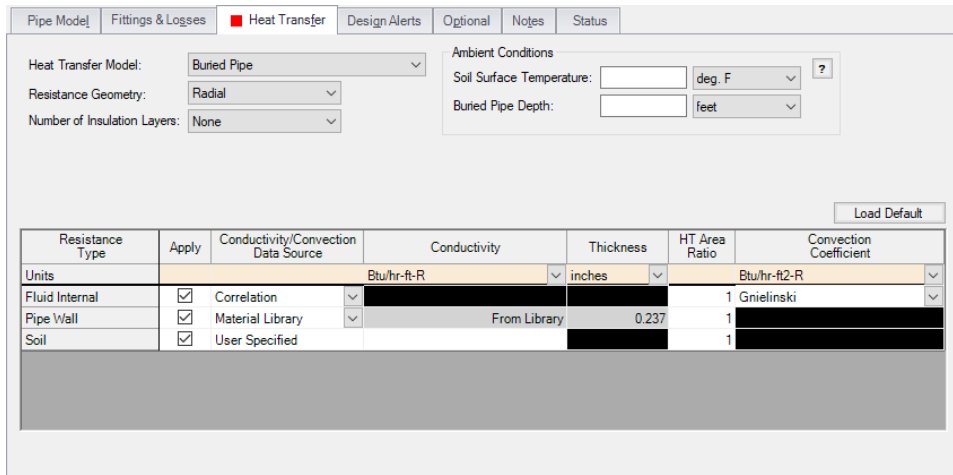 Pipe Model
Fittings & Losses
Heat Transfer
Design Alerts
Optional
Notes
Status
Ambient Conditions
Heat Transfer Model: Buried Pipe
Soil Surface Temperature: deg. F
?
Resistance Geometry: Radial
Buried Pipe Depth: feet
Number of Insulation Layers: None
Load Default
Resistance Type
Apply
Conductivity/Convection Data Source
Conductivity
Thickness
HT Area Ratio
Convection Coefficient
Units Btu/hr-ft-R inches Btu/hr-ft2-R
Fluid Internal Correlation 1 Gnielinski
Pipe Wall Material Library From Library 0.237 1
Soil User Specified 1